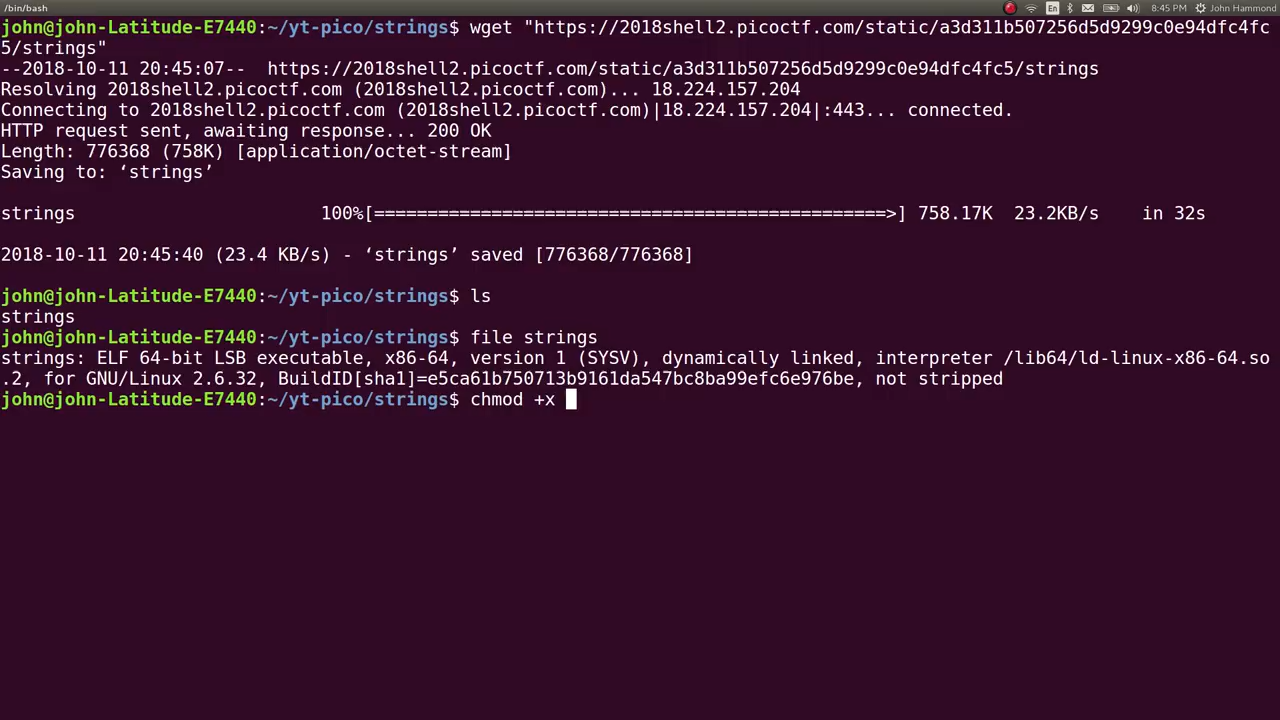 /bin/bash
En
8:45 PM
John Hammond
john@john-Latitude-E7440:~/yt-pico/strings$ wget "https://2018shell2.picoctf.com/static/a3d311b507256d5d9299c0e94dfc4fc
5/strings"
--2018-10-11 20:45:07--  https://2018shell2.picoctf.com/static/a3d311b507256d5d9299c0e94dfc4fc5/strings
Resolving 2018shell2.picoctf.com (2018shell2.picoctf.com)... 18.224.157.204
Connecting to 2018shell2.picoctf.com (2018shell2.picoctf.com)|18.224.157.204|:443... connected.
HTTP request sent, awaiting response... 200 OK
Length: 776368 (758K) [application/octet-stream]
Saving to: ‘strings’
strings                       100%[================================================>] 758.17K  23.2KB/s    in 32s
2018-10-11 20:45:40 (23.4 KB/s) - ‘strings’ saved [776368/776368]
john@john-Latitude-E7440:~/yt-pico/strings$ ls
strings
john@john-Latitude-E7440:~/yt-pico/strings$ file strings
strings: ELF 64-bit LSB executable, x86-64, version 1 (SYSV), dynamically linked, interpreter /lib64/ld-linux-x86-64.so
.2, for GNU/Linux 2.6.32, BuildID[sha1]=e5ca61b750713b9161da547bc8ba99efc6e976be, not stripped
john@john-Latitude-E7440:~/yt-pico/strings$ chmod +x